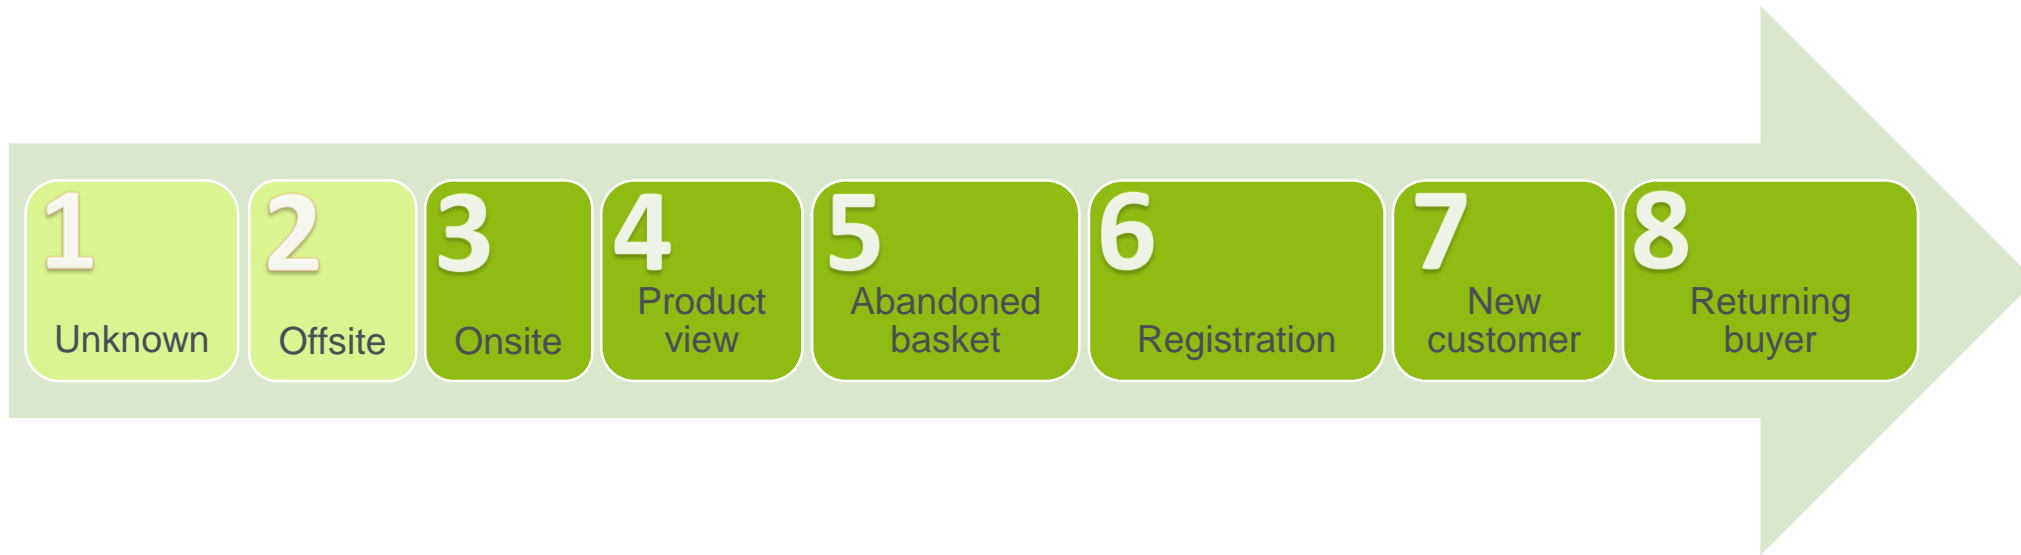 1
Unknown
2
Offsite
3
Onsite
4
Product
view
5
Abandoned
basket
6
Registration
7
New
customer
8
Returning
buyer